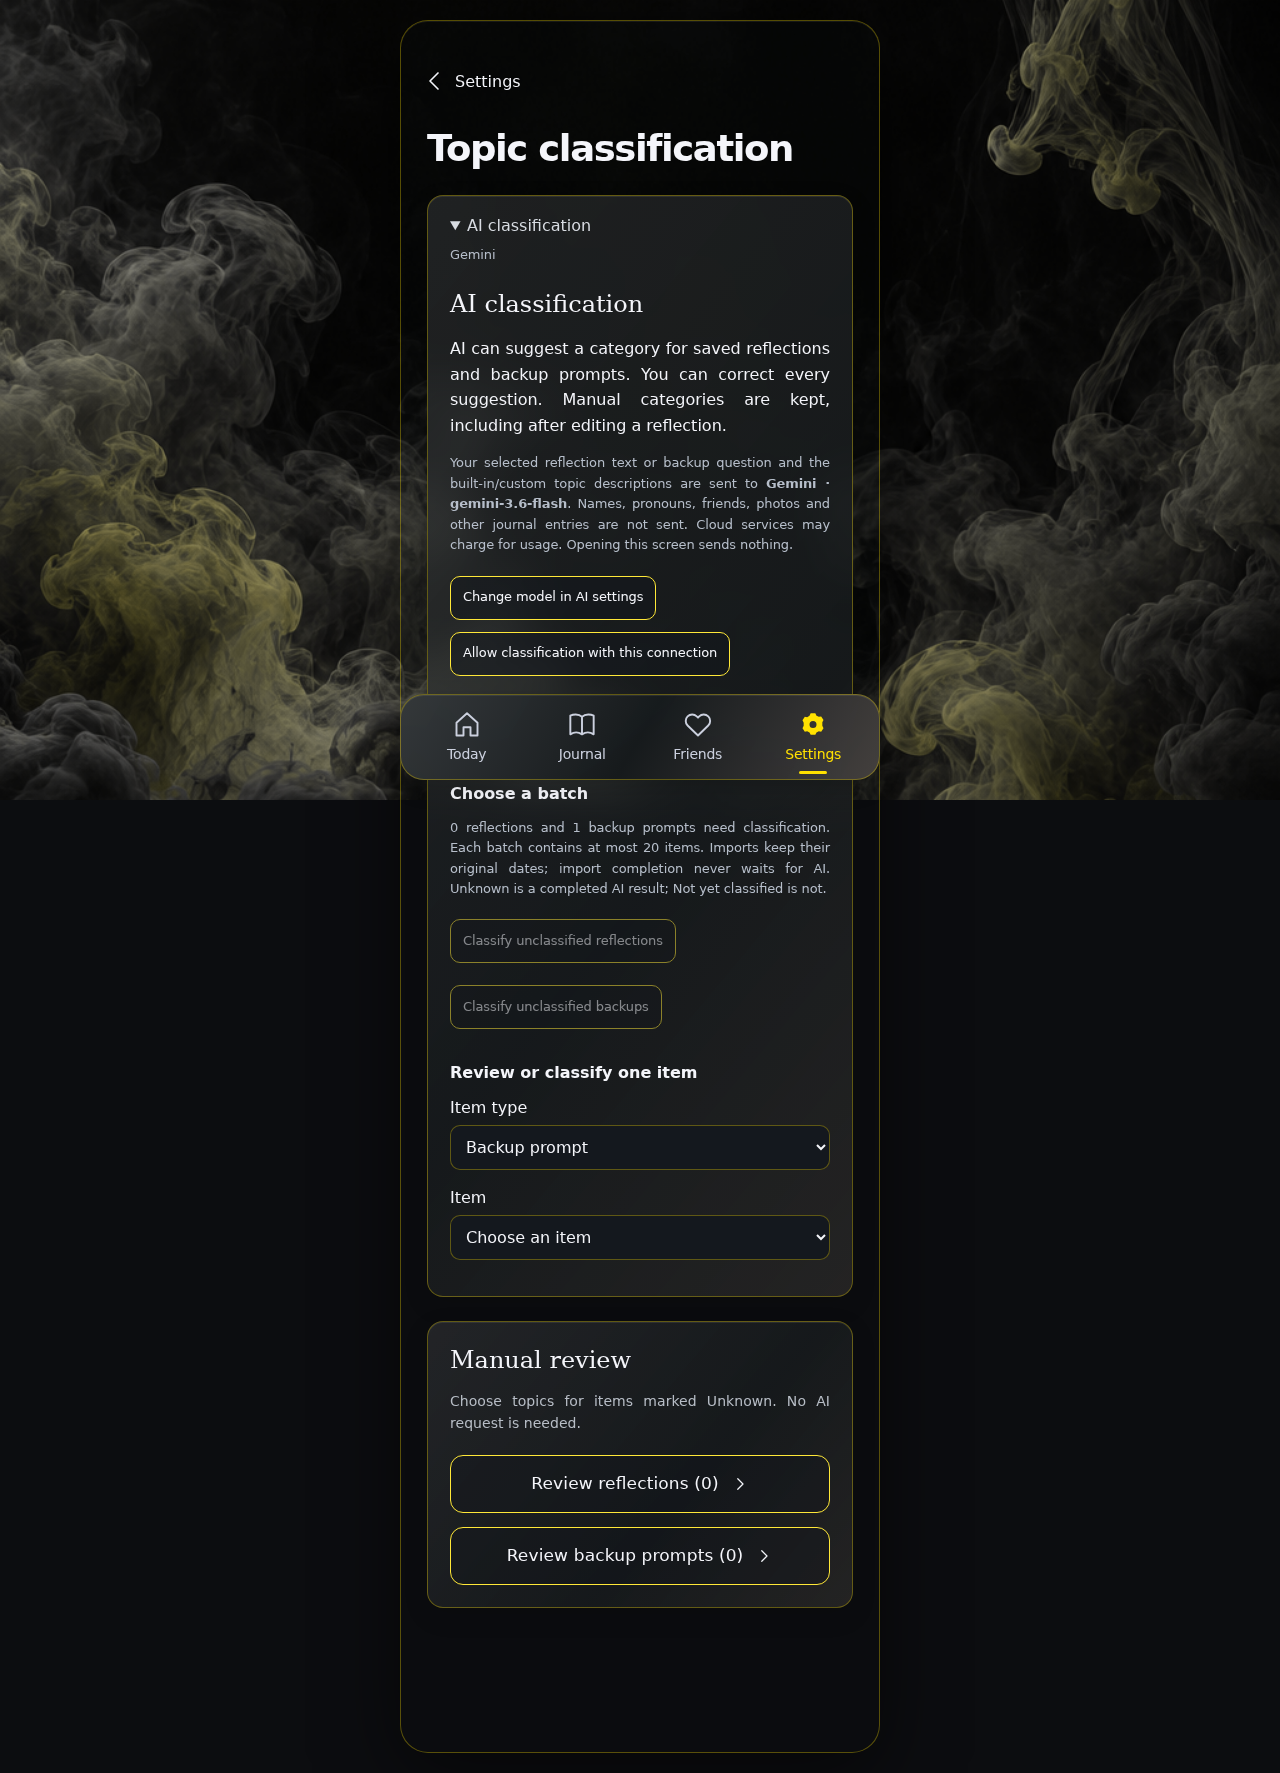 Settings
Topic classification
▼ AI classification
Gemini
AI classification
AI can suggest a category for saved reflections
and backup prompts. You can correct every
suggestion. Manual categories are kept,
including after editing a reflection.
Your selected reflection text or backup question and the
built-in/custom topic descriptions are sent to Gemini ·
gemini-3.6-flash. Names, pronouns, friends, photos and
other journal entries are not sent. Cloud services may
charge for usage. Opening this screen sends nothing.
Change model in AI settings
Allow classification with this connection
Today Journal Friends Settings
Choose a batch
0 reflections and 1 backup prompts need classification.
Each batch contains at most 20 items. Imports keep their
original dates; import completion never waits for AI.
Unknown is a completed AI result; Not yet classified is not.
Classify unclassified reflections
Classify unclassified backups
Review or classify one item
Item type
Backup prompt
Item
Choose an item
Manual review
Choose topics for items marked Unknown. No AI
request is needed.
Review reflections (0)
Review backup prompts (0)